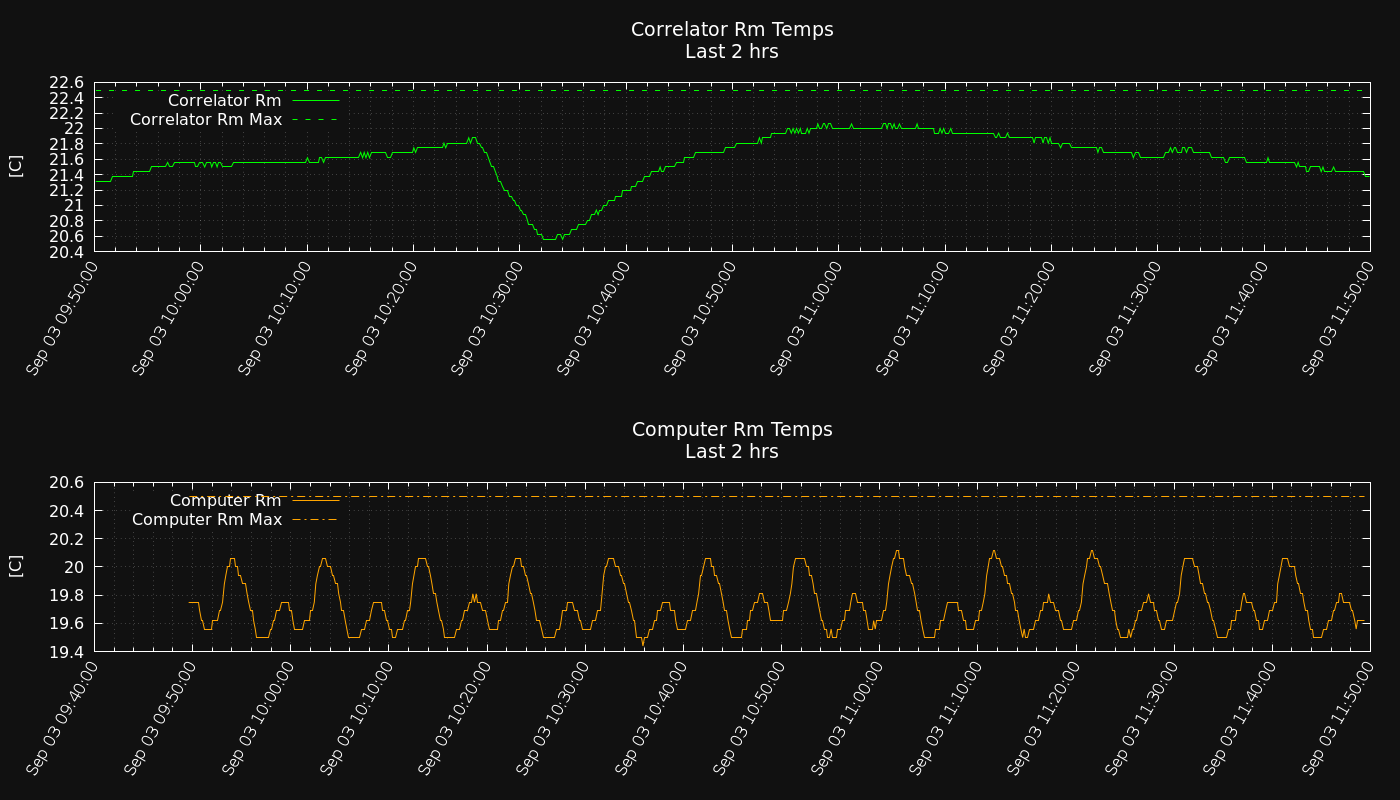 Correlator Rm Temps
Last 2 hrs
22.6
22.4
22.2
22
21.8
21.6
21.4
21.2
21
20.8
20.6
20.4
[C]
Correlator Rm
Correlator Rm Max
Sep 03 09:50:00
Sep 03 10:00:00
Sep 03 10:10:00
Sep 03 10:20:00
Sep 03 10:30:00
Sep 03 10:40:00
Sep 03 10:50:00
Sep 03 11:00:00
Sep 03 11:10:00
Sep 03 11:20:00
Sep 03 11:30:00
Sep 03 11:40:00
Sep 03 11:50:00
Computer Rm Temps
Last 2 hrs
20.6
20.4
20.2
20
19.8
19.6
19.4
[C]
Computer Rm
Computer Rm Max
Sep 03 09:40:00
Sep 03 09:50:00
Sep 03 10:00:00
Sep 03 10:10:00
Sep 03 10:20:00
Sep 03 10:30:00
Sep 03 10:40:00
Sep 03 10:50:00
Sep 03 11:00:00
Sep 03 11:10:00
Sep 03 11:20:00
Sep 03 11:30:00
Sep 03 11:40:00
Sep 03 11:50:00